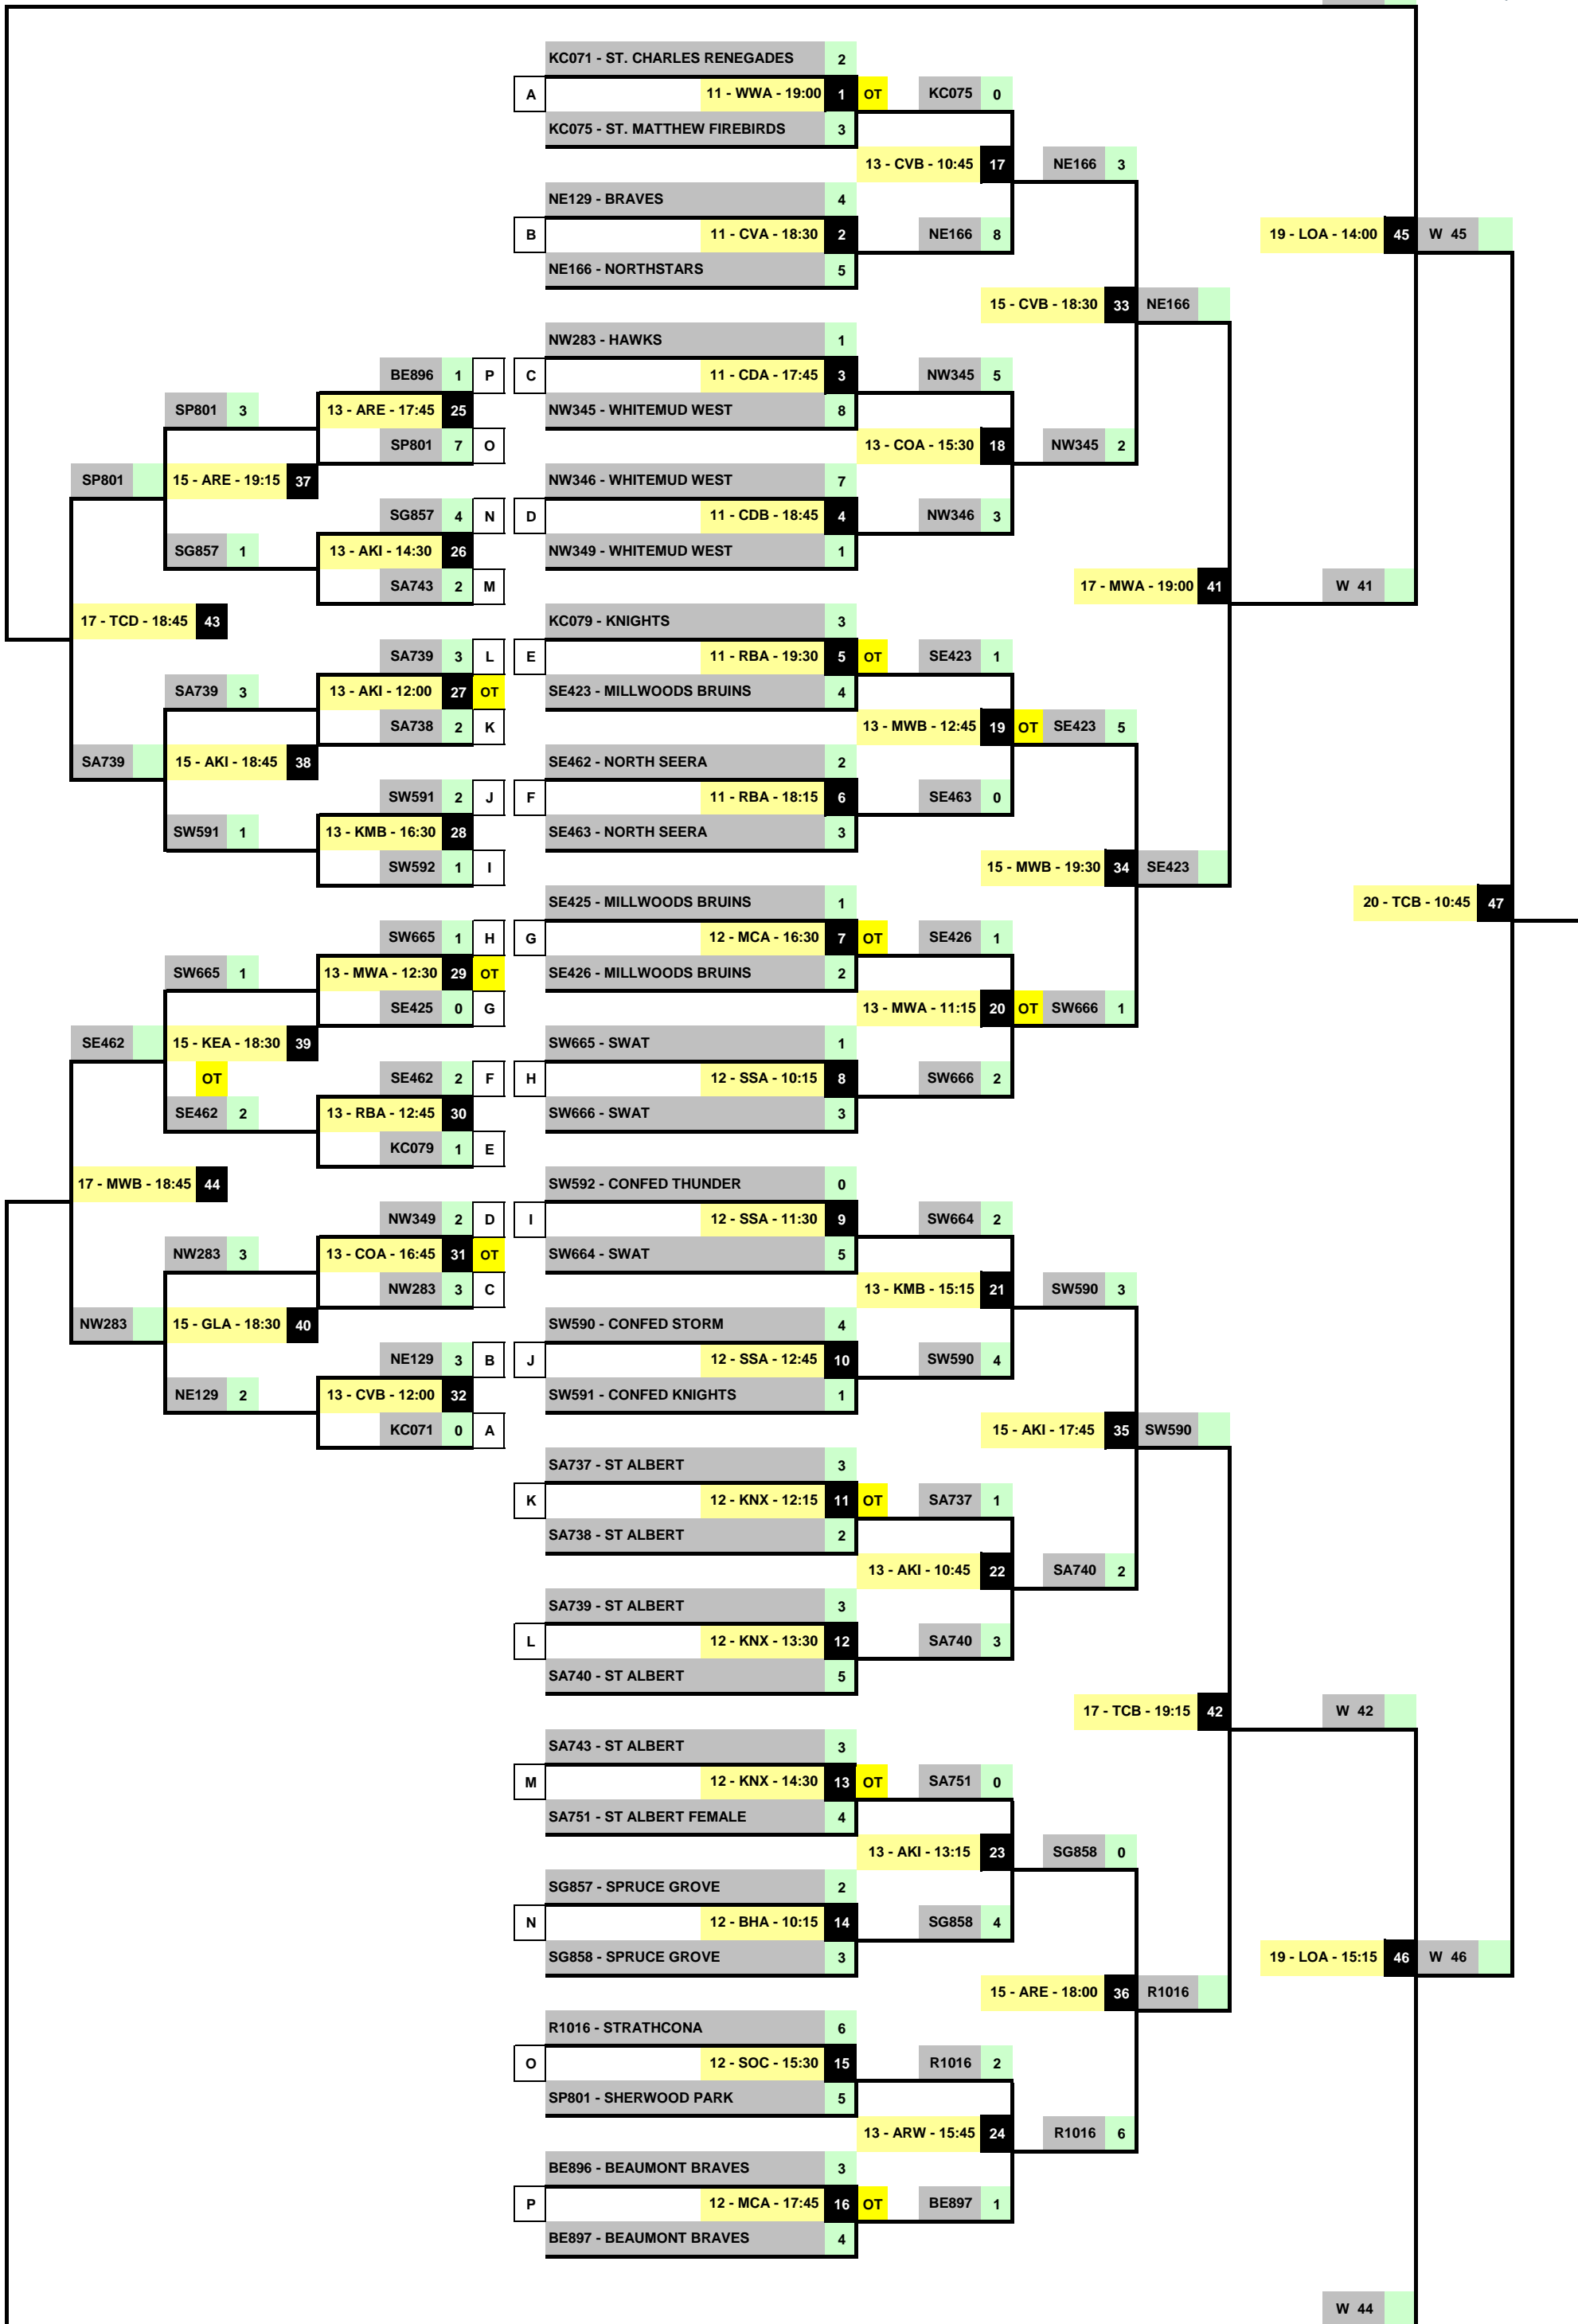 KC071 - ST. CHARLES RENEGADES 2
A 11 - WWA - 19:00 1 OT KC075 0
KC075 - ST. MATTHEW FIREBIRDS 3
13 - CVB - 10:45 17 NE166 3
NE129 - BRAVES 4
B 11 - CVA - 18:30 2 NE166 8 19 - LOA - 14:00 45 W 45
NE166 - NORTHSTARS 5
15 - CVB - 18:30 33 NE166
NW283 - HAWKS 1
BE896 1 P C 11 - CDA - 17:45 3 NW345 5
SP801 3 13 - ARE - 17:45 25 NW345 - WHITEMUD WEST 8
SP801 7 O 13 - COA - 15:30 18 NW345 2
SP801 15 - ARE - 19:15 37 NW346 - WHITEMUD WEST 7
SG857 4 N D 11 - CDB - 18:45 4 NW346 3
SG857 1 13 - AKI - 14:30 26 NW349 - WHITEMUD WEST 1
SA743 2 M 17 - MWA - 19:00 41 W 41
17 - TCD - 18:45 43 KC079 - KNIGHTS 3
SA739 3 L E 11 - RBA - 19:30 5 OT SE423 1
SA739 3 13 - AKI - 12:00 27 OT SE423 - MILLWOODS BRUINS 4
SA738 2 K 13 - MWB - 12:45 19 OT SE423 5
SA739 15 - AKI - 18:45 38 SE462 - NORTH SEERA 2
SW591 2 J F 11 - RBA - 18:15 6 SE463 0
SW591 1 13 - KMB - 16:30 28 SE463 - NORTH SEERA 3
SW592 1 I 15 - MWB - 19:30 34 SE423
SE425 - MILLWOODS BRUINS 1 20 - TCB - 10:45 47
SW665 1 H G 12 - MCA - 16:30 7 OT SE426 1
SW665 1 13 - MWA - 12:30 29 OT SE426 - MILLWOODS BRUINS 2
SE425 0 G 13 - MWA - 11:15 20 OT SW666 1
SE462 15 - KEA - 18:30 39 SW665 - SWAT 1
OT SE462 2 F H 12 - SSA - 10:15 8 SW666 2
SE462 2 13 - RBA - 12:45 30 SW666 - SWAT 3
KC079 1 E
17 - MWB - 18:45 44 SW592 - CONFED THUNDER 0
NW349 2 D I 12 - SSA - 11:30 9 SW664 2
NW283 3 13 - COA - 16:45 31 OT SW664 - SWAT 5
NW283 3 C 13 - KMB - 15:15 21 SW590 3
NW283 15 - GLA - 18:30 40 SW590 - CONFED STORM 4
NE129 3 B J 12 - SSA - 12:45 10 SW590 4
NE129 2 13 - CVB - 12:00 32 SW591 - CONFED KNIGHTS 1
KC071 0 A 15 - AKI - 17:45 35 SW590
SA737 - ST ALBERT 3
K 12 - KNX - 12:15 11 OT SA737 1
SA738 - ST ALBERT 2
13 - AKI - 10:45 22 SA740 2
SA739 - ST ALBERT 3
L 12 - KNX - 13:30 12 SA740 3
SA740 - ST ALBERT 5
17 - TCB - 19:15 42 W 42
SA743 - ST ALBERT 3
M 12 - KNX - 14:30 13 OT SA751 0
SA751 - ST ALBERT FEMALE 4
13 - AKI - 13:15 23 SG858 0
SG857 - SPRUCE GROVE 2
N 12 - BHA - 10:15 14 SG858 4
SG858 - SPRUCE GROVE 3 19 - LOA - 15:15 46 W 46
15 - ARE - 18:00 36 R1016
R1016 - STRATHCONA 6
O 12 - SOC - 15:30 15 R1016 2
SP801 - SHERWOOD PARK 5
13 - ARW - 15:45 24 R1016 6
BE896 - BEAUMONT BRAVES 3
P 12 - MCA - 17:45 16 OT BE897 1
BE897 - BEAUMONT BRAVES 4
W 44